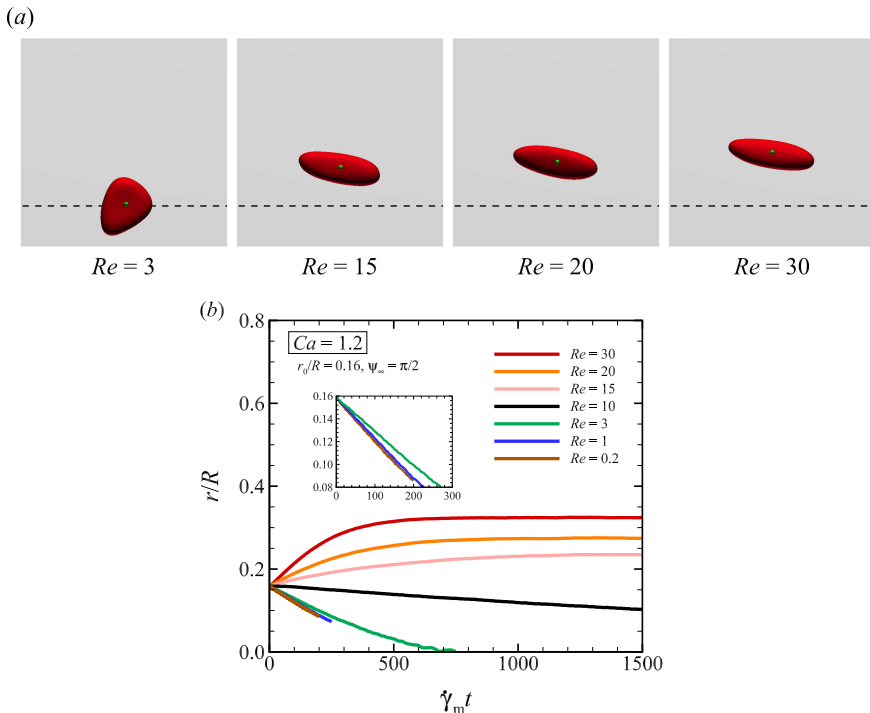 (a)
Re = 3
Re = 15
Re = 20
Re = 30
(b)
0.8
0.6
0.4
0.2
0.0
r/R
Ca = 1.2
r₀/R = 0.16, Ψ∞ = π/2
0.16
0.14
0.12
0.10
0.08
0 100 200 300
Re = 30
Re = 20
Re = 15
Re = 10
Re = 3
Re = 1
Re = 0.2
0 500 1000 1500
γ̇ₘ t